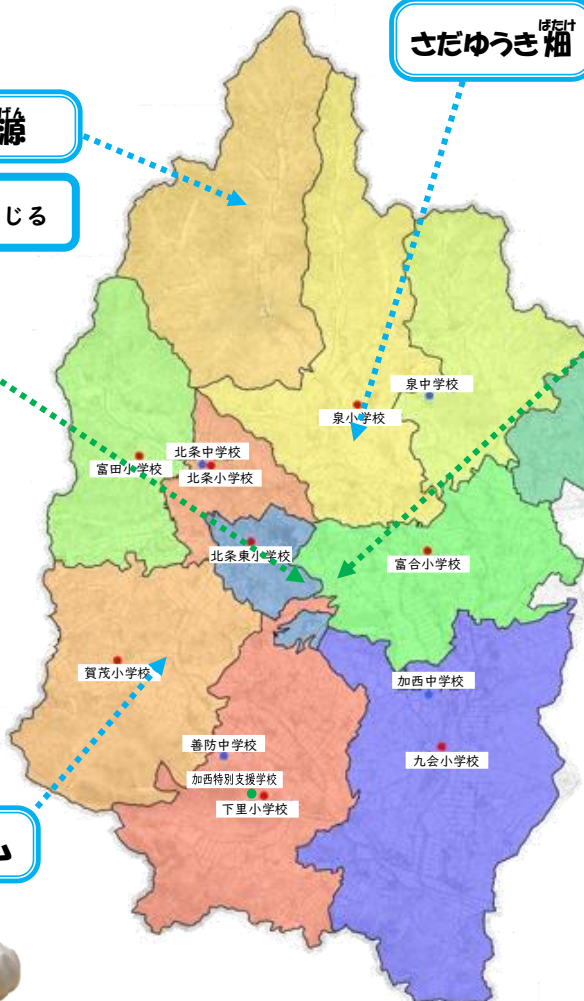 ばたけ
さだゆうき畑
げん
源
じる
泉中学校
泉小学校
北条中学校
富田小学校
北条小学校
北条東小学校
富合小学校
賀茂小学校
加西中学校
善防中学校
九会小学校
加西特別支援学校
下里小学校